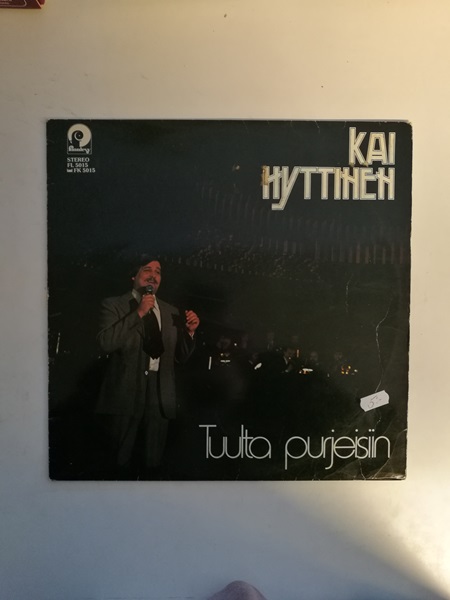 STEREO
FL 5015
FK 5015
KAI
HYTTINEN
Tuulta purjeisiin